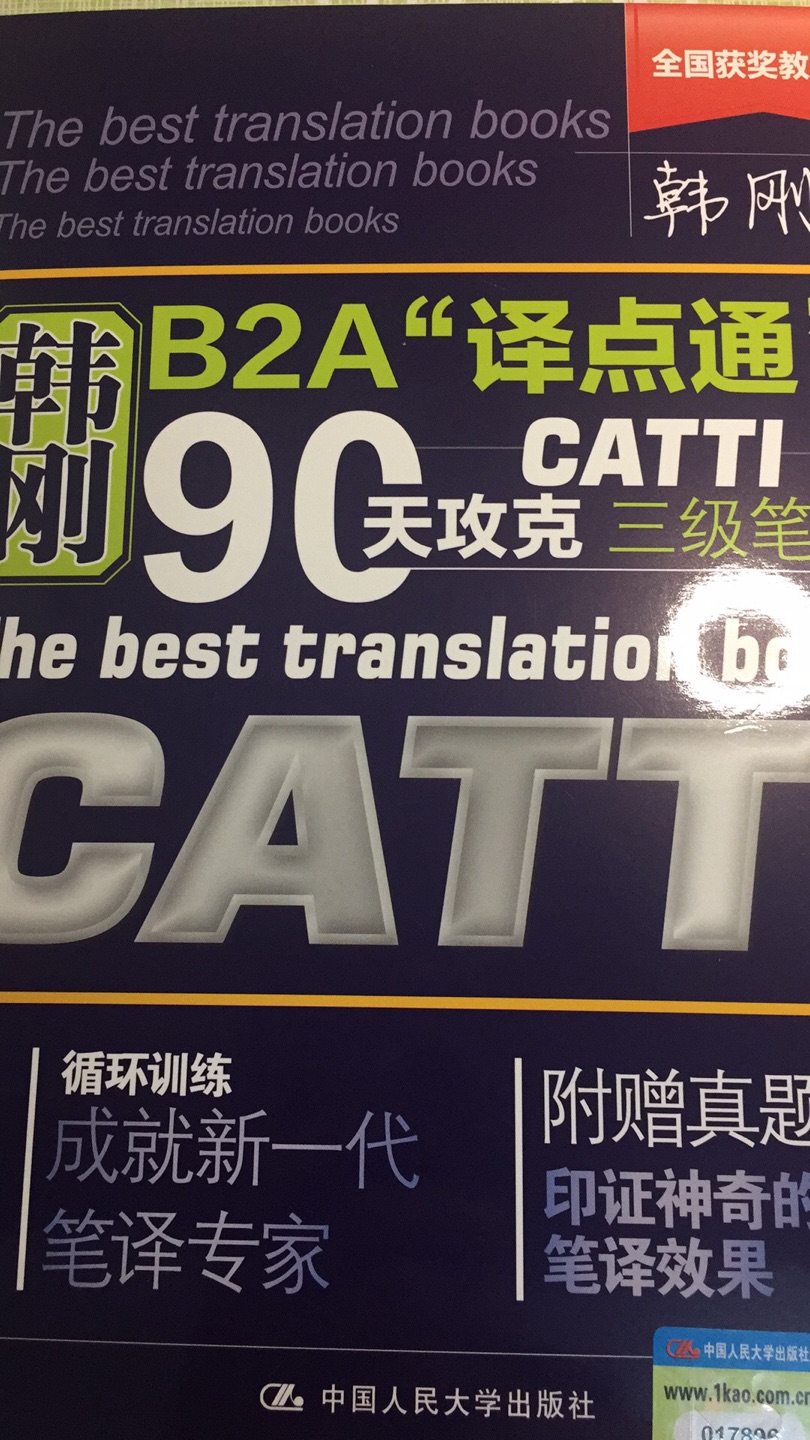 全国获奖教
The best translation books
The best translation books
The best translation books
韩刚
韩刚
B2A“译点通
90
CATTI
天攻克 三级笔
he best translation bo
CATT
循环训练
成就新一代
笔译专家
附赠真题
印证神奇的
笔译效果
中国人民大学出版社
www.1kao.com.cn
017896
中国人民大学出版社